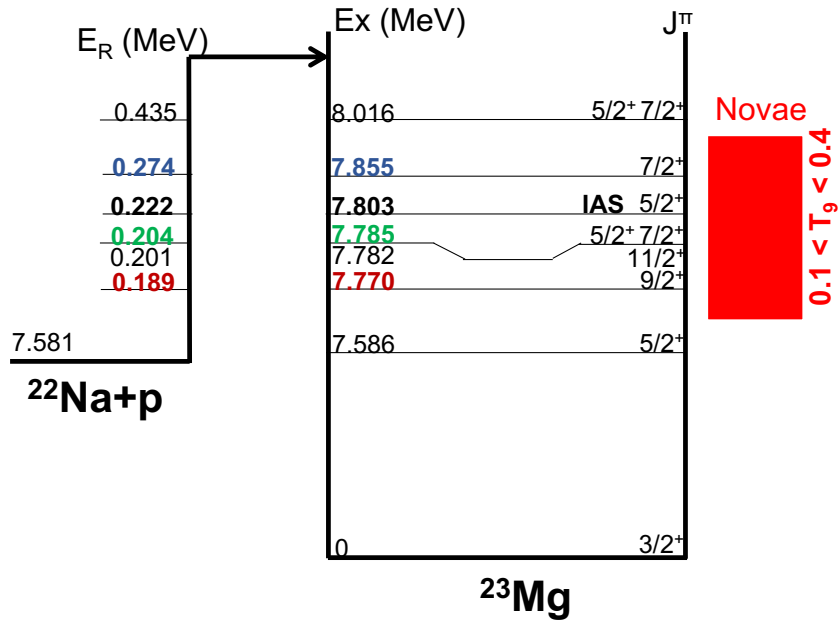 E_R (MeV) Ex (MeV) J^π
0.435 8.016 5/2⁺ 7/2⁺
Novae
0.274 7.855 7/2⁺
0.222 7.803 IAS 5/2⁺
0.204 7.785 5/2⁺ 7/2⁺
0.201 7.782 11/2⁺
0.189 7.770 9/2⁺
0.1 < T₉ < 0.4
7.581 7.586 5/2⁺
²²Na+p
0 3/2⁺
²³Mg